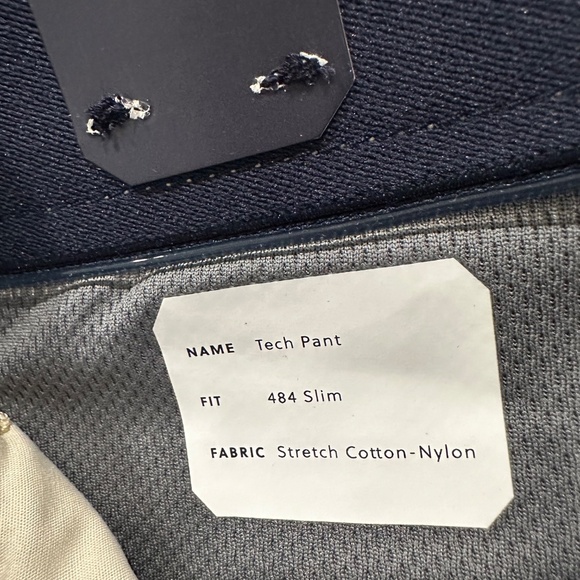 NAME Tech Pant
FIT 484 Slim
FABRIC Stretch Cotton-Nylon